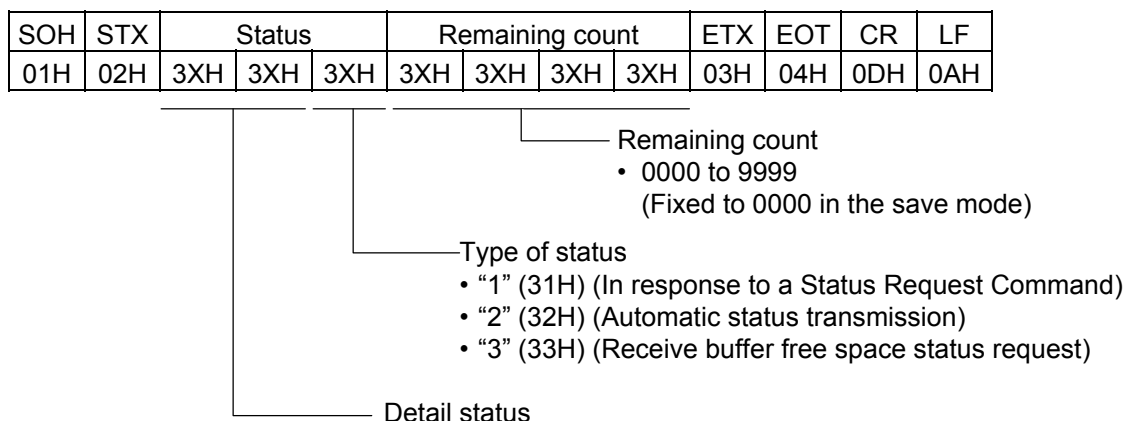 SOH STX Status Remaining count ETX EOT CR LF
01H 02H 3XH 3XH 3XH 3XH 3XH 3XH 3XH 03H 04H 0DH 0AH
Remaining count
• 0000 to 9999
(Fixed to 0000 in the save mode)
Type of status
• “1” (31H) (In response to a Status Request Command)
• “2” (32H) (Automatic status transmission)
• “3” (33H) (Receive buffer free space status request)
Detail status